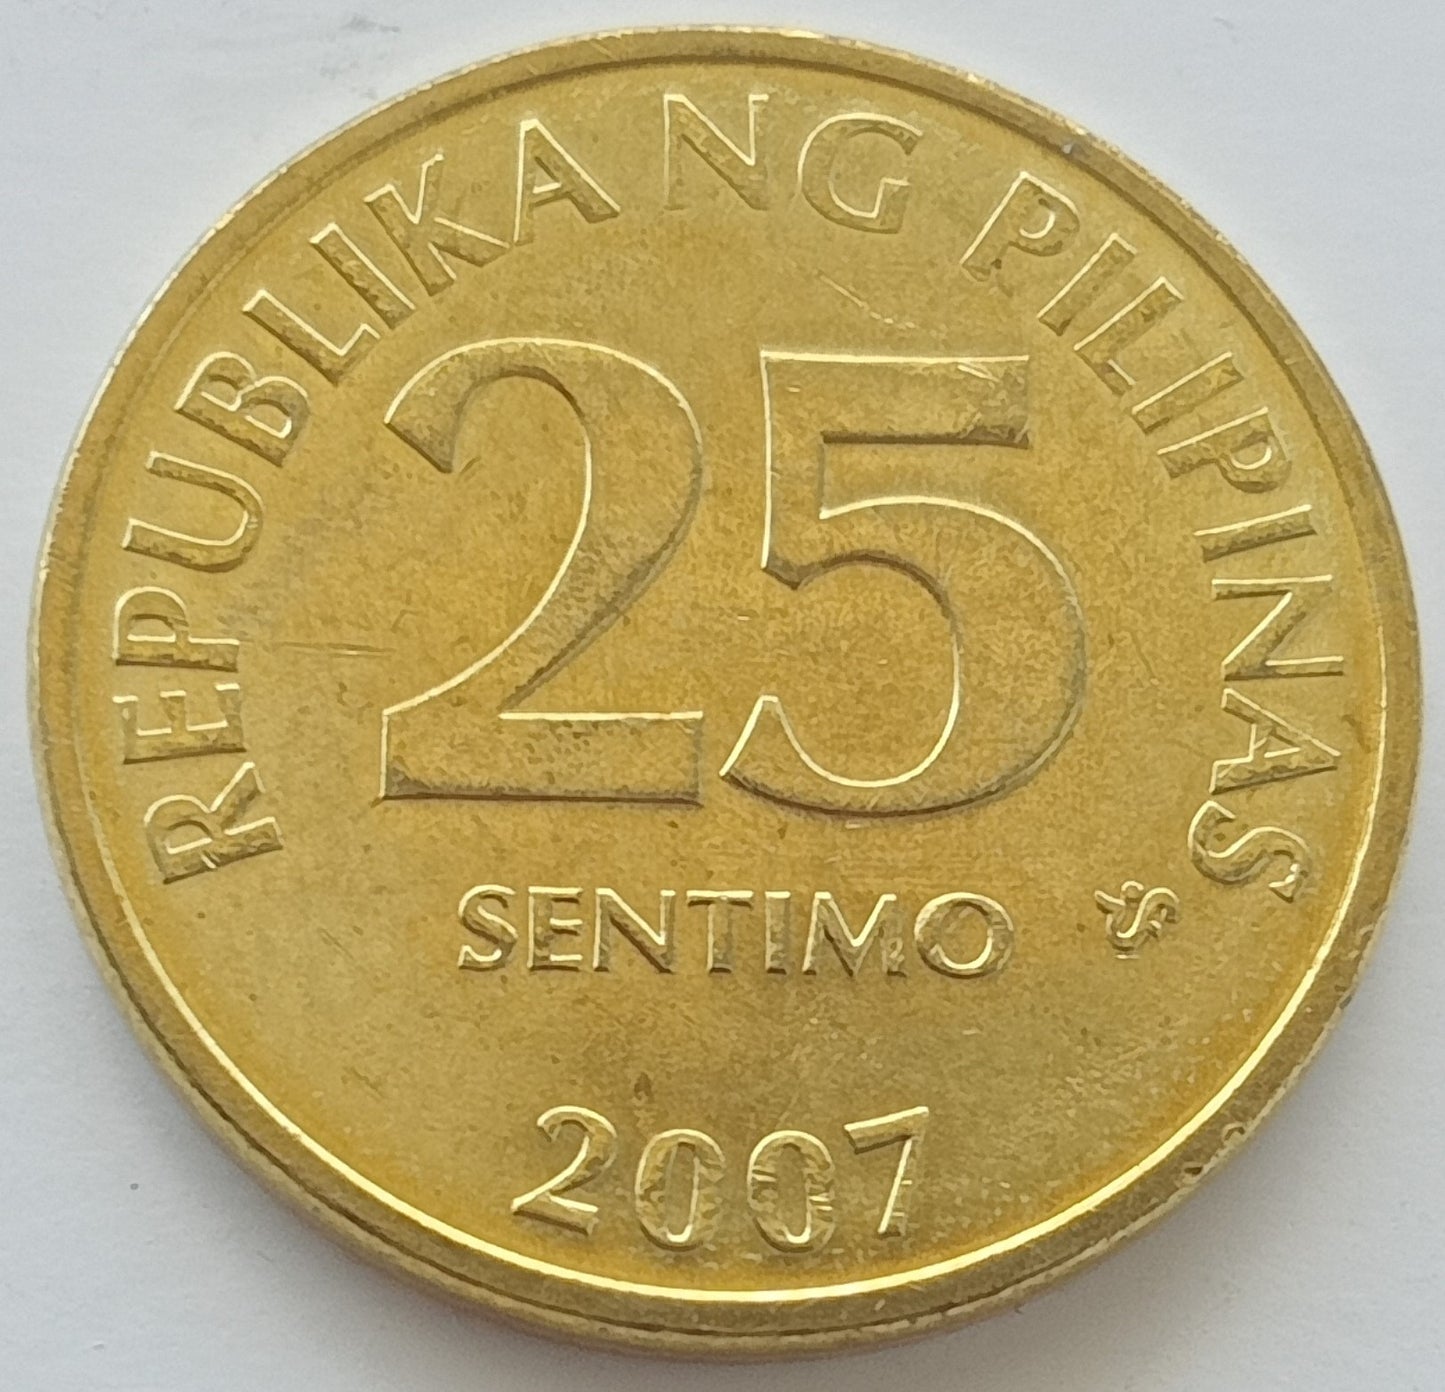 REPUBLIKA NG PILIPINAS
25
SENTIMO
2007